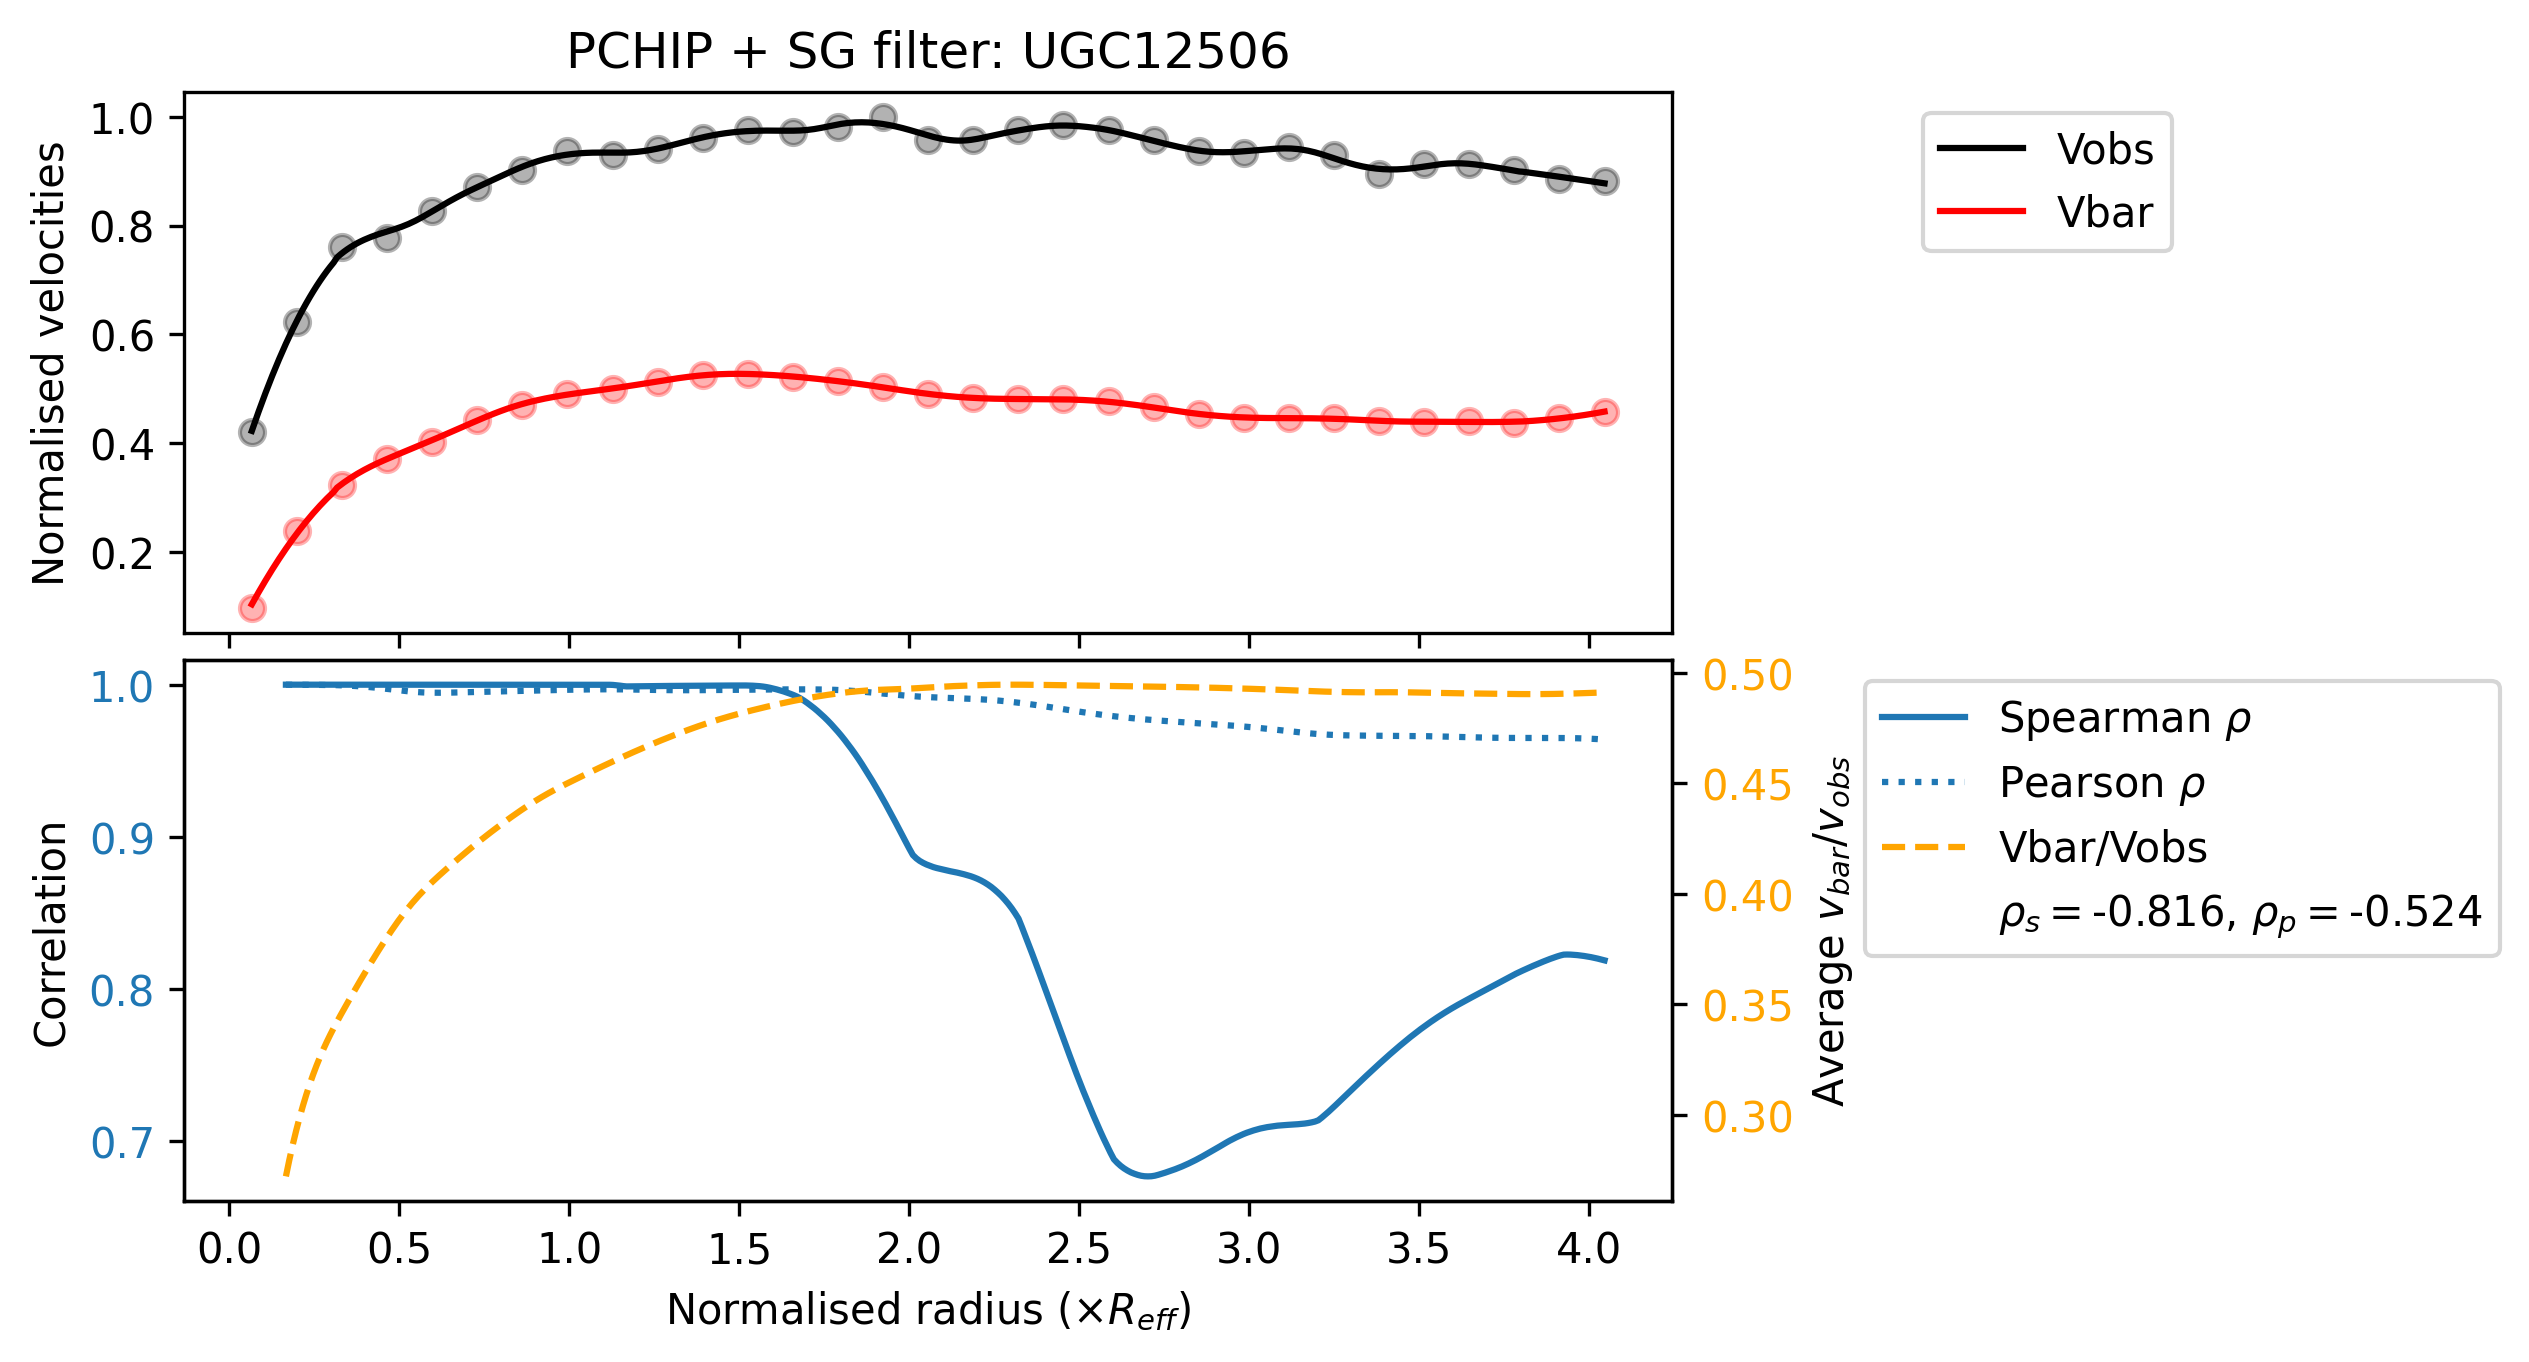 PCHIP + SG filter: UGC12506
Normalised velocities
1.0
0.8
0.6
0.4
0.2
Vobs
Vbar
Correlation
1.0
0.9
0.8
0.7
0.50
0.45
0.40
0.35
0.30
Average v_bar/v_obs
Spearman ρ
Pearson ρ
Vbar/Vobs
ρ_s = -0.816, ρ_p = -0.524
0.0 0.5 1.0 1.5 2.0 2.5 3.0 3.5 4.0
Normalised radius (×R_eff)